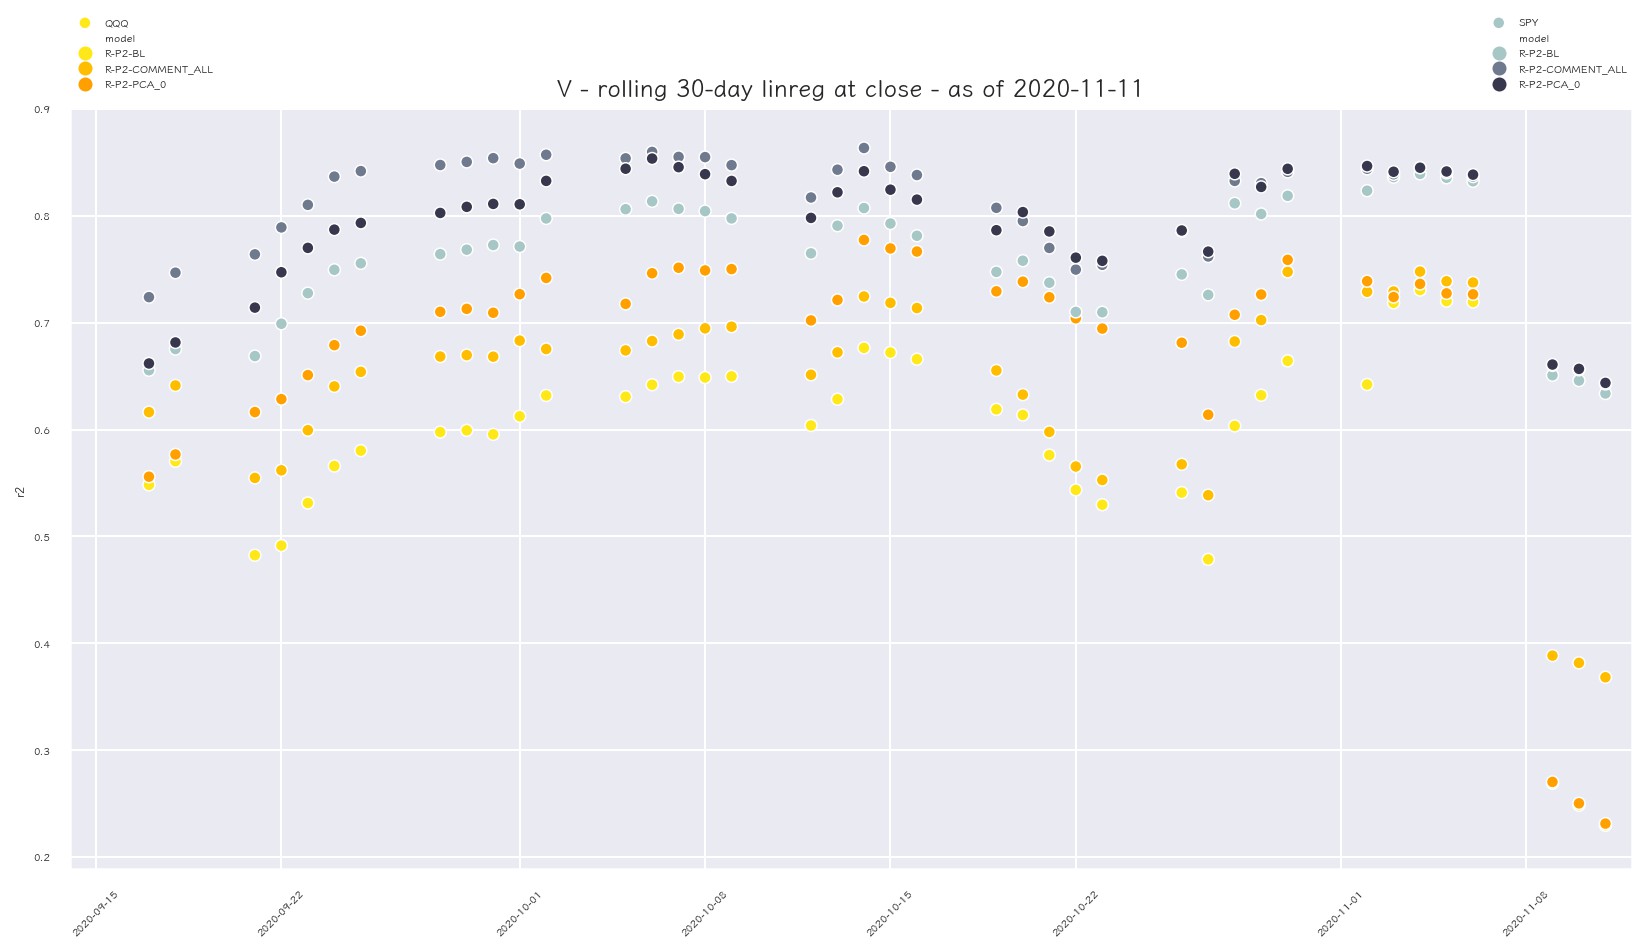 QQQ
model
R-P2-BL
R-P2-COMMENT_ALL
R-P2-PCA_0
SPY
model
R-P2-BL
R-P2-COMMENT_ALL
R-P2-PCA_0
V - rolling 30-day linreg at close - as of 2020-11-11
0.9
0.8
0.7
0.6
0.5
0.4
0.3
0.2
r2
2020-09-15
2020-09-22
2020-10-01
2020-10-08
2020-10-15
2020-10-22
2020-11-01
2020-11-08